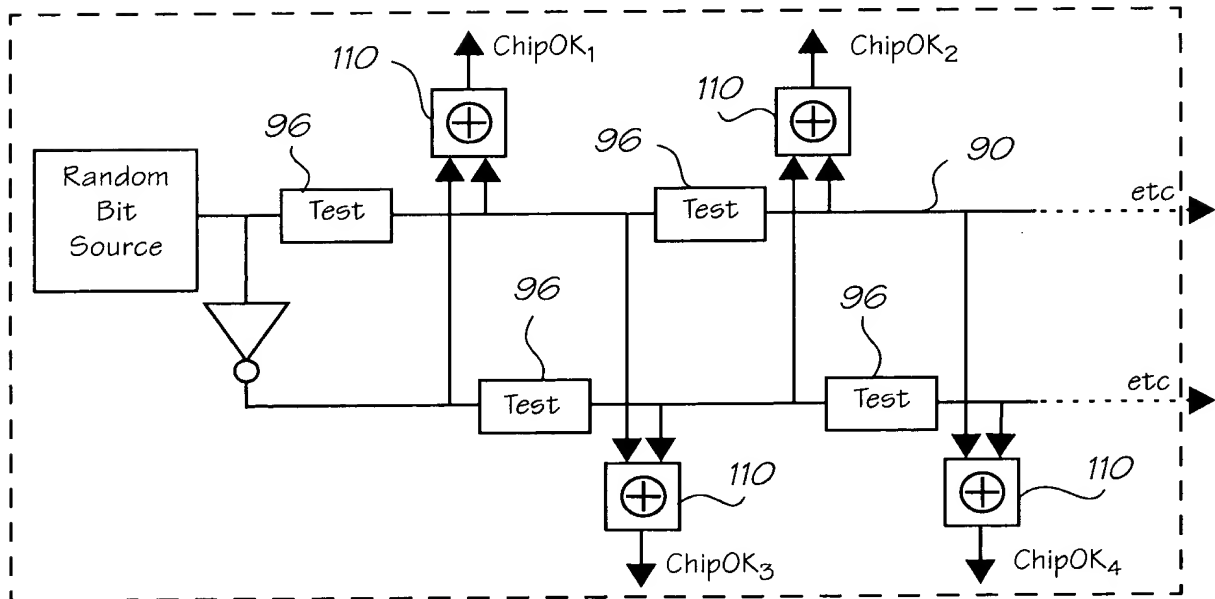 110
ChipOK₁
110
ChipOK₂
96
96
90
Random
Bit
Source
Test
Test
etc
96
96
Test
Test
etc
110
110
ChipOK₃
ChipOK₄